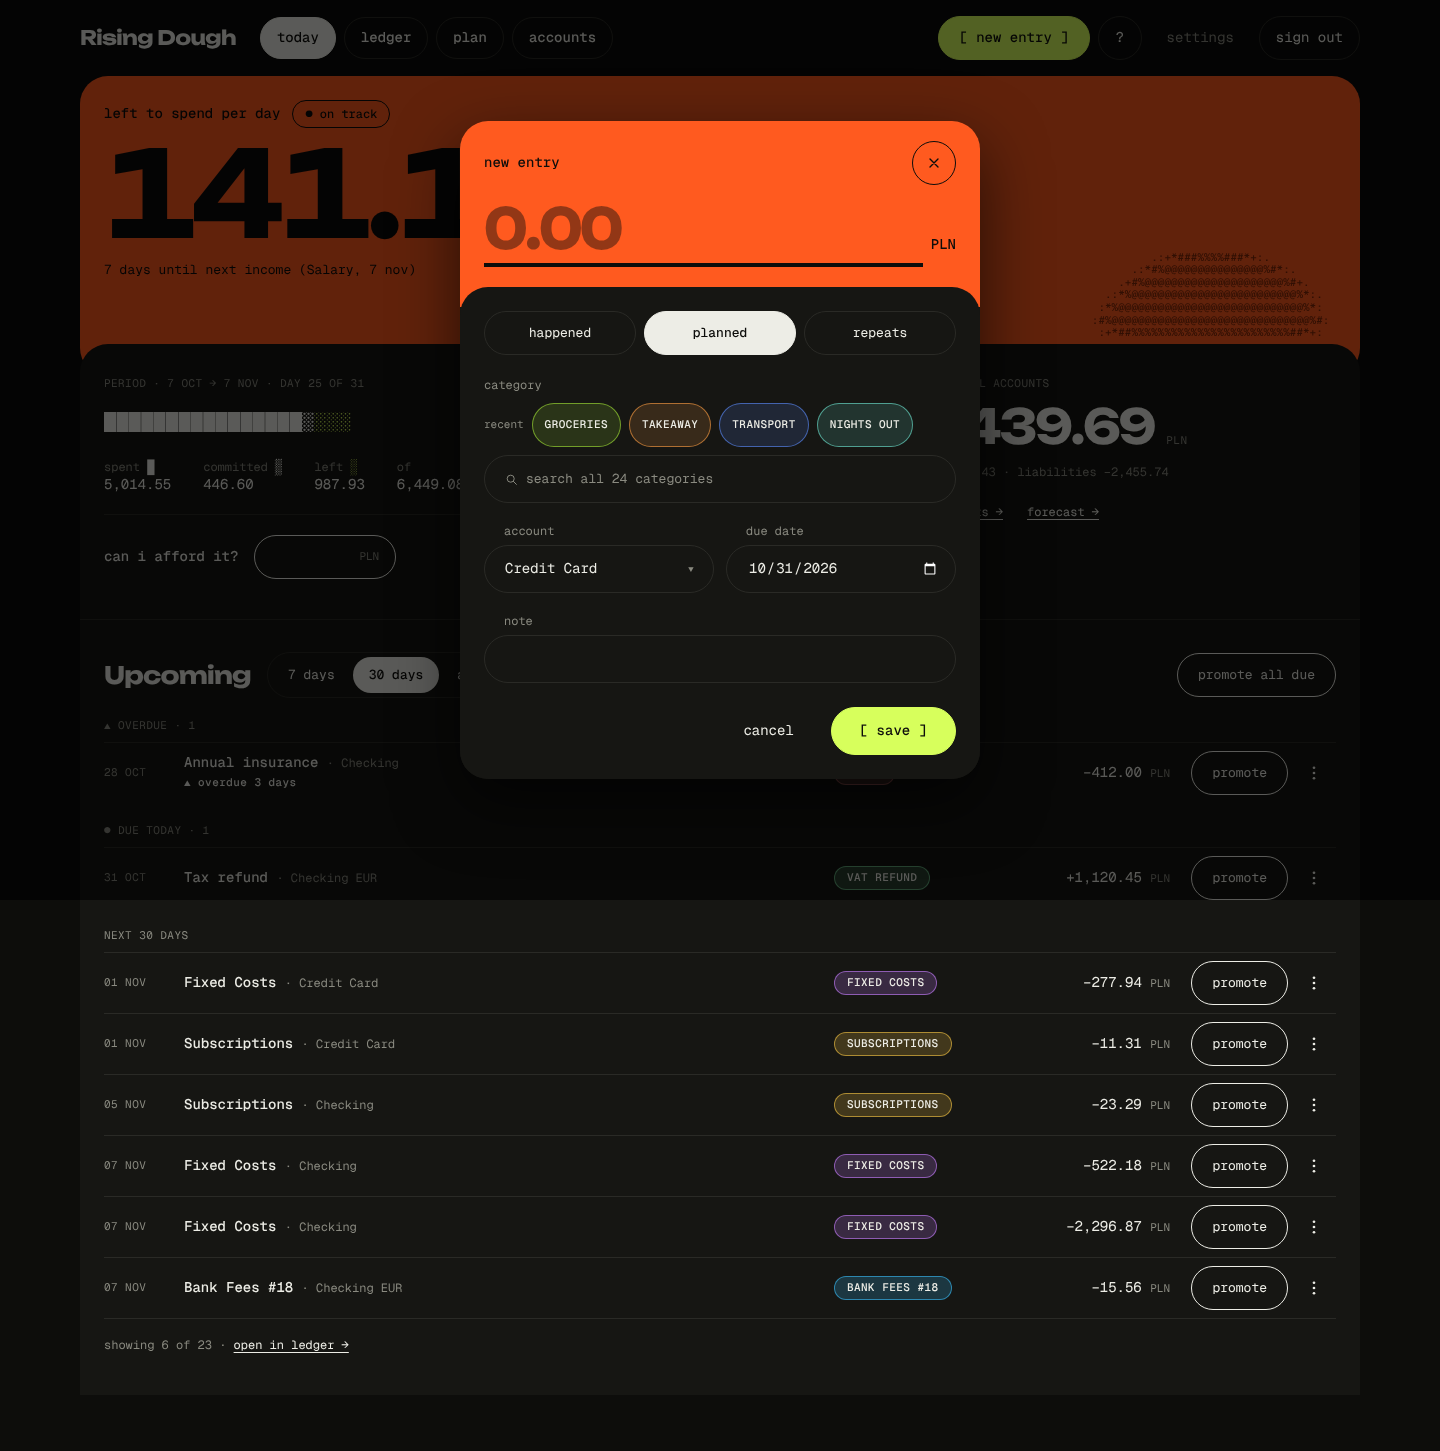 Rising Dough today ledger plan accounts [ new entry ] ? settings sign out
left to spend per day ● on track
141.1
7 days until next income (Salary, 7 nov)
new entry
0.00 PLN
happened planned repeats
category
recent GROCERIES TAKEAWAY TRANSPORT NIGHTS OUT
search all 24 categories
account due date
Credit Card ▾ 10/31/2026
note
cancel [ save ]
PERIOD · 7 OCT → 7 NOV · DAY 25 OF 31
spent committed left of
5,014.55 446.60 987.93 6,449.08
can i afford it? PLN
ACCOUNTS
439.69 PLN
43 · liabilities −2,455.74
s → forecast →
Upcoming 7 days 30 days promote all due
▲ OVERDUE · 1
28 OCT Annual insurance · Checking −412.00 PLN promote
▲ overdue 3 days
● DUE TODAY · 1
31 OCT Tax refund · Checking EUR VAT REFUND +1,120.45 PLN promote
NEXT 30 DAYS
01 NOV Fixed Costs · Credit Card FIXED COSTS −277.94 PLN promote
01 NOV Subscriptions · Credit Card SUBSCRIPTIONS −11.31 PLN promote
05 NOV Subscriptions · Checking SUBSCRIPTIONS −23.29 PLN promote
07 NOV Fixed Costs · Checking FIXED COSTS −522.18 PLN promote
07 NOV Fixed Costs · Checking FIXED COSTS −2,296.87 PLN promote
07 NOV Bank Fees #18 · Checking EUR BANK FEES #18 −15.56 PLN promote
showing 6 of 23 · open in ledger →